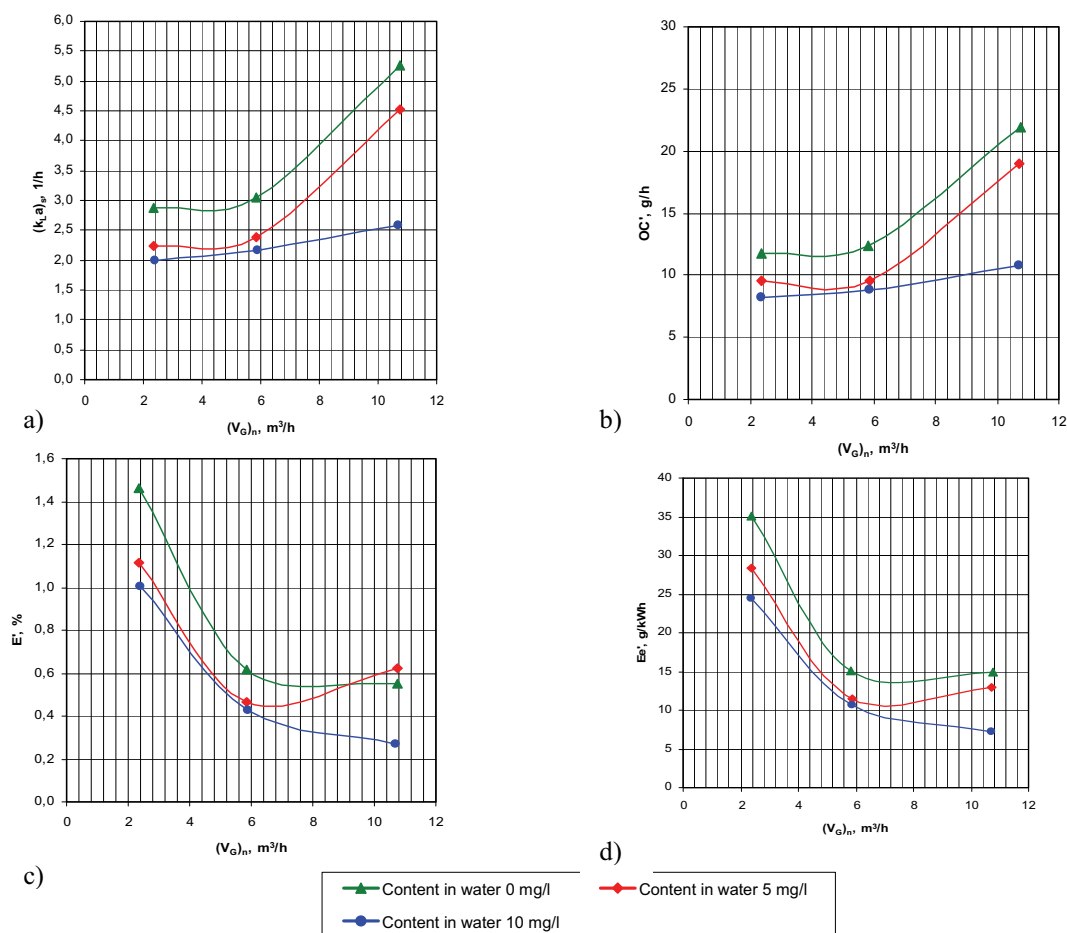 6,0
5,5
5,0
4,5
4,0
3,5
3,0
2,5
2,0
1,5
1,0
0,5
0,0
(kLa)s, 1/h
0 2 4 6 8 10 12
(VG)n, m³/h
a)
30
25
20
15
10
5
0
OC', g/h
0 2 4 6 8 10 12
(VG)n, m³/h
b)
1,6
1,4
1,2
1,0
0,8
0,6
0,4
0,2
0,0
E', %
0 2 4 6 8 10 12
(VG)n, m³/h
c)
40
35
30
25
20
15
10
5
0
Ee', g/kWh
0 2 4 6 8 10 12
(VG)n, m³/h
d)
Content in water 0 mg/l
Content in water 5 mg/l
Content in water 10 mg/l